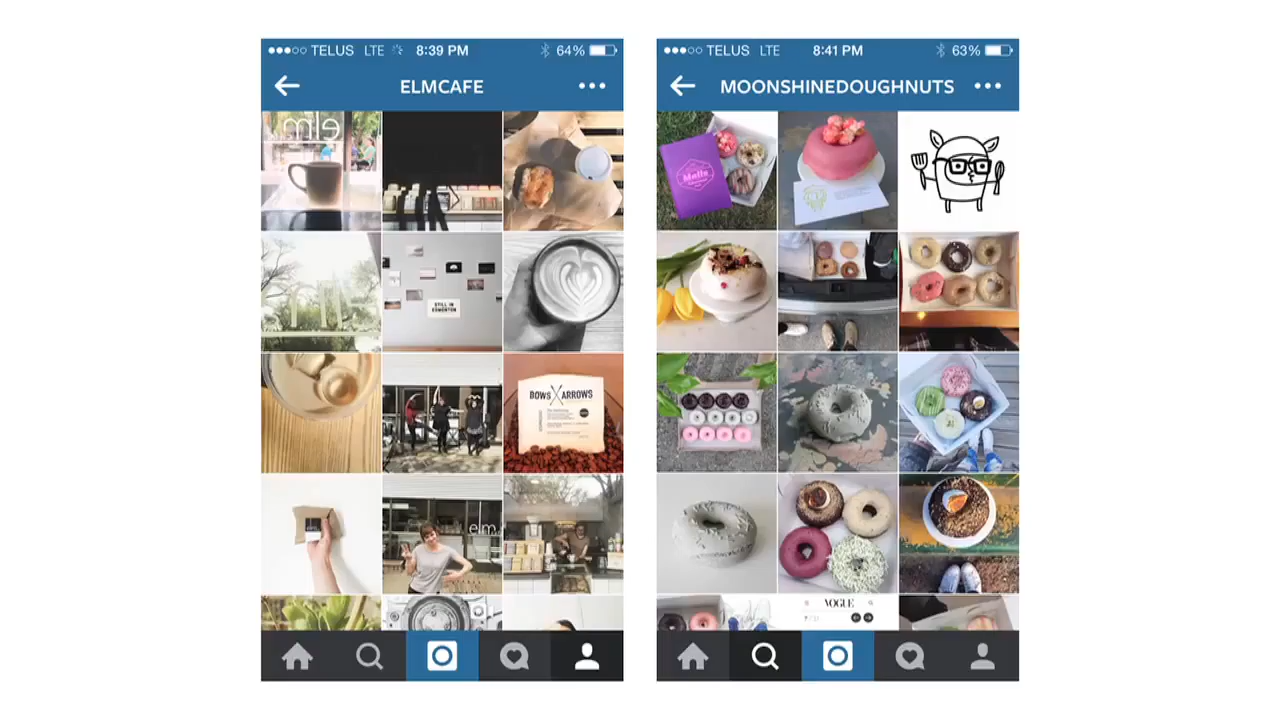 TELUS LTE 8:39 PM 64%
ELMCAFE
elm
STILL IN
EDMONTON
BOWS ARROWS
elm
TELUS LTE 8:41 PM 63%
MOONSHINEDOUGHNUTS
VOGUE